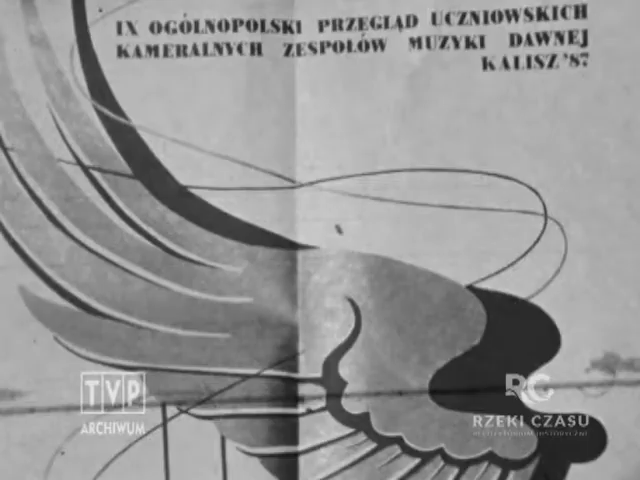 IX OGÓLNOPOLSKI PRZEGLĄD UCZNIOWSKICH
KAMERALNYCH ZESPOŁÓW MUZYKI DAWNEJ
KALISZ '87
TVP
ARCHIWUM
RC
RZEKI CZASU